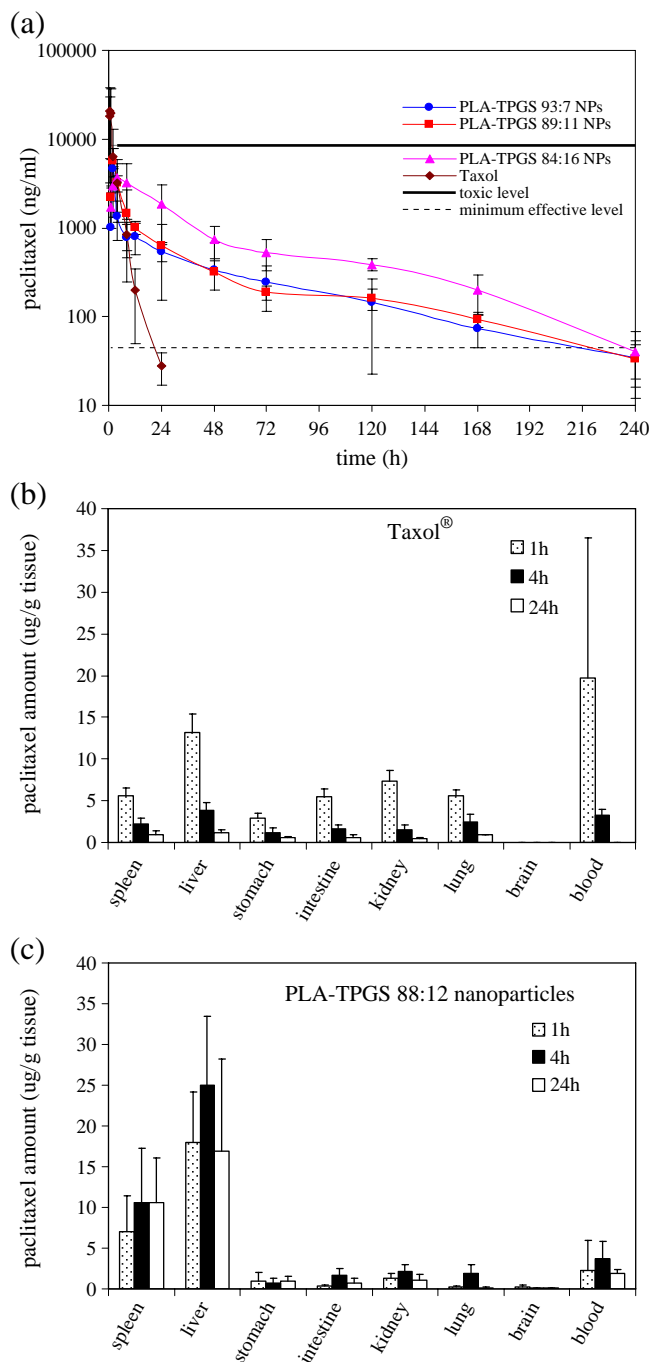 (a)
100000
10000
1000
100
10
paclitaxel (ng/ml)
PLA-TPGS 93:7 NPs
PLA-TPGS 89:11 NPs
PLA-TPGS 84:16 NPs
Taxol
toxic level
minimum effective level
0 24 48 72 96 120 144 168 192 216 240
time (h)
(b)
40
35
30
25
20
15
10
5
0
paclitaxel amount (ug/g tissue)
Taxol®
1h
4h
24h
spleen liver stomach intestine kidney lung brain blood
(c)
40
35
30
25
20
15
10
5
0
paclitaxel amount (ug/g tissue)
PLA-TPGS 88:12 nanoparticles
1h
4h
24h
spleen liver stomach intestine kidney lung brain blood